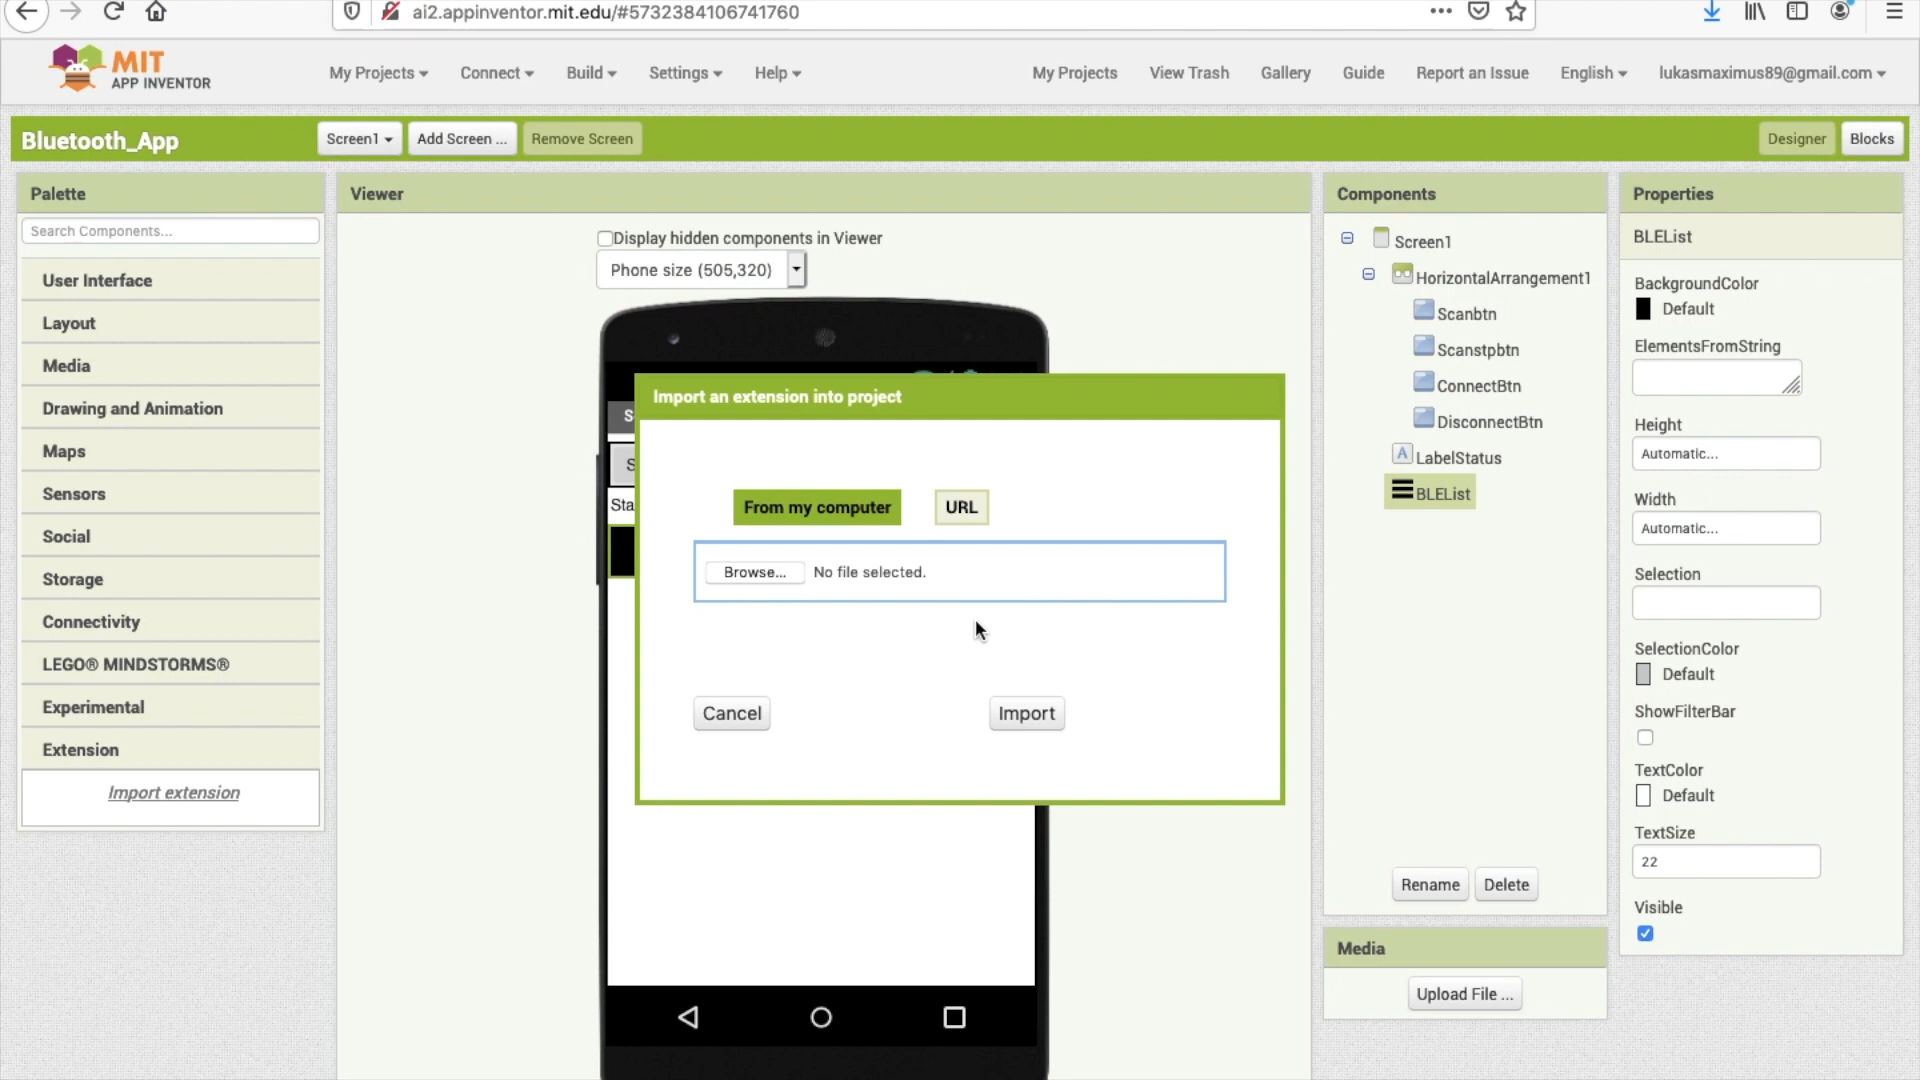 ai2.appinventor.mit.edu/#5732384106741760
MIT
APP INVENTOR
My Projects
Connect
Build
Settings
Help
My Projects
View Trash
Gallery
Guide
Report an Issue
English
lukasmaximus89@gmail.com
Bluetooth_App
Screen1
Add Screen ...
Remove Screen
Designer
Blocks
Palette
Search Components...
User Interface
Layout
Media
Drawing and Animation
Maps
Sensors
Social
Storage
Connectivity
LEGO® MINDSTORMS®
Experimental
Extension
Import extension
Viewer
Display hidden components in Viewer
Phone size (505,320)
S
S
Sta
Import an extension into project
From my computer
URL
Browse...
No file selected.
Cancel
Import
Components
Screen1
HorizontalArrangement1
Scanbtn
Scanstpbtn
ConnectBtn
DisconnectBtn
A
LabelStatus
BLEList
Rename
Delete
Media
Upload File ...
Properties
BLEList
BackgroundColor
Default
ElementsFromString
Height
Automatic...
Width
Automatic...
Selection
SelectionColor
Default
ShowFilterBar
TextColor
Default
TextSize
22
Visible